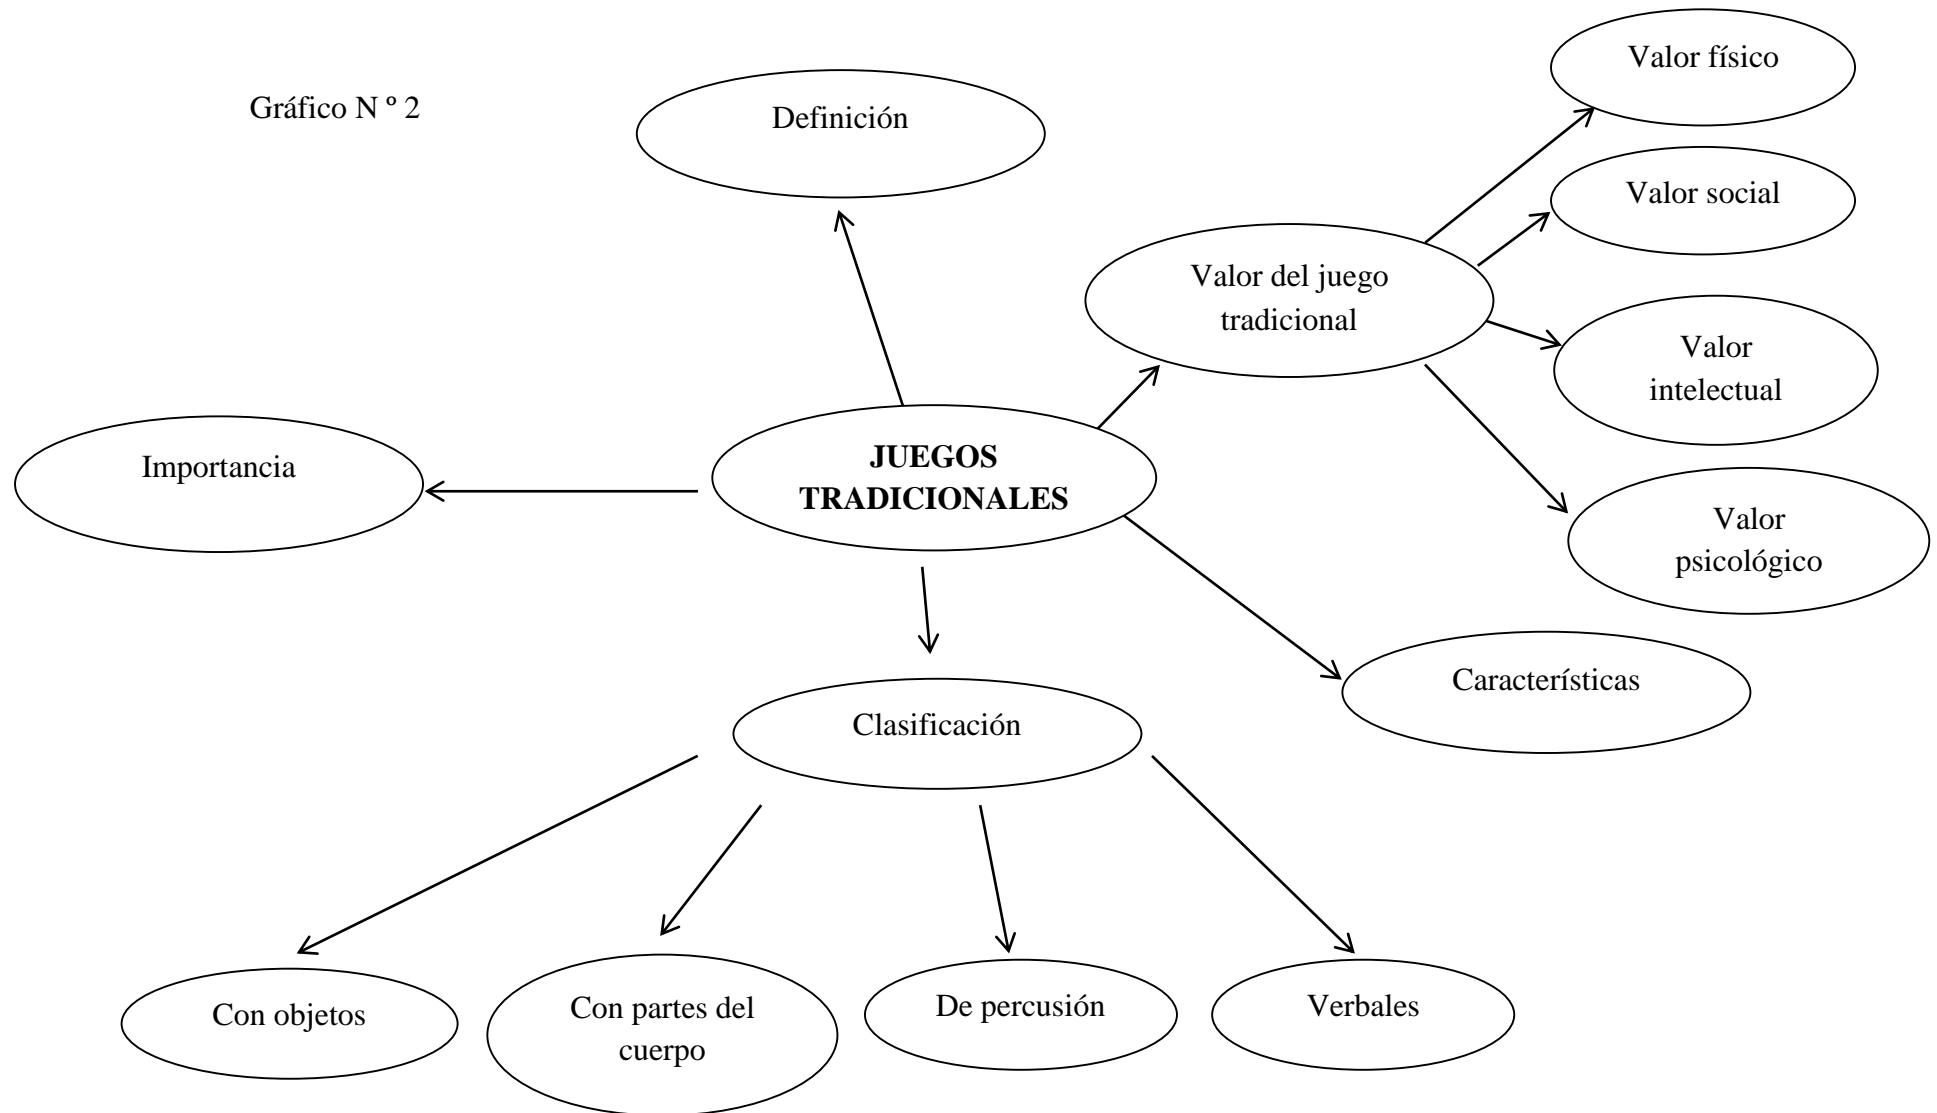 Gráfico N º 2
Definición
Valor físico
Valor social
Valor del juego
tradicional
Valor
intelectual
Importancia
JUEGOS
TRADICIONALES
Valor
psicológico
Características
Clasificación
Con objetos
Con partes del
cuerpo
De percusión
Verbales